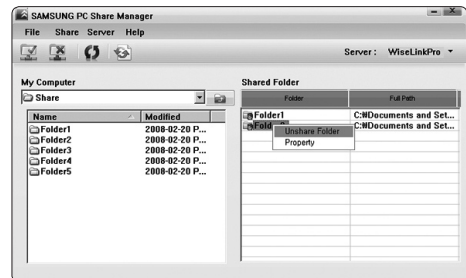 SAMSUNG PC Share Manager
File Share Server Help
Server : WiseLinkPro
My Computer
Share
Name Modified
Folder1 2008-02-20 P...
Folder2 2008-02-20 P...
Folder3 2008-02-20 P...
Folder4 2008-02-20 P...
Folder5 2008-02-20 P...
Shared Folder
Folder Full Path
Folder1 C:₩Documents and Set...
C:₩Documents and Set...
Unshare Folder
Property